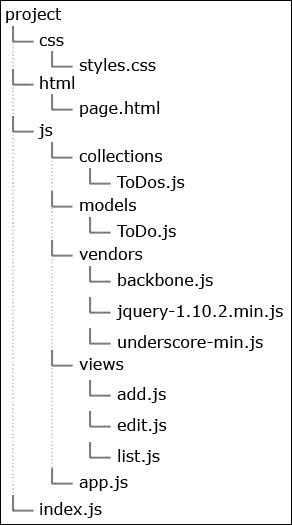 project
css
styles.css
html
page.html
js
collections
ToDos.js
models
ToDo.js
vendors
backbone.js
jquery-1.10.2.min.js
underscore-min.js
views
add.js
edit.js
list.js
app.js
index.js